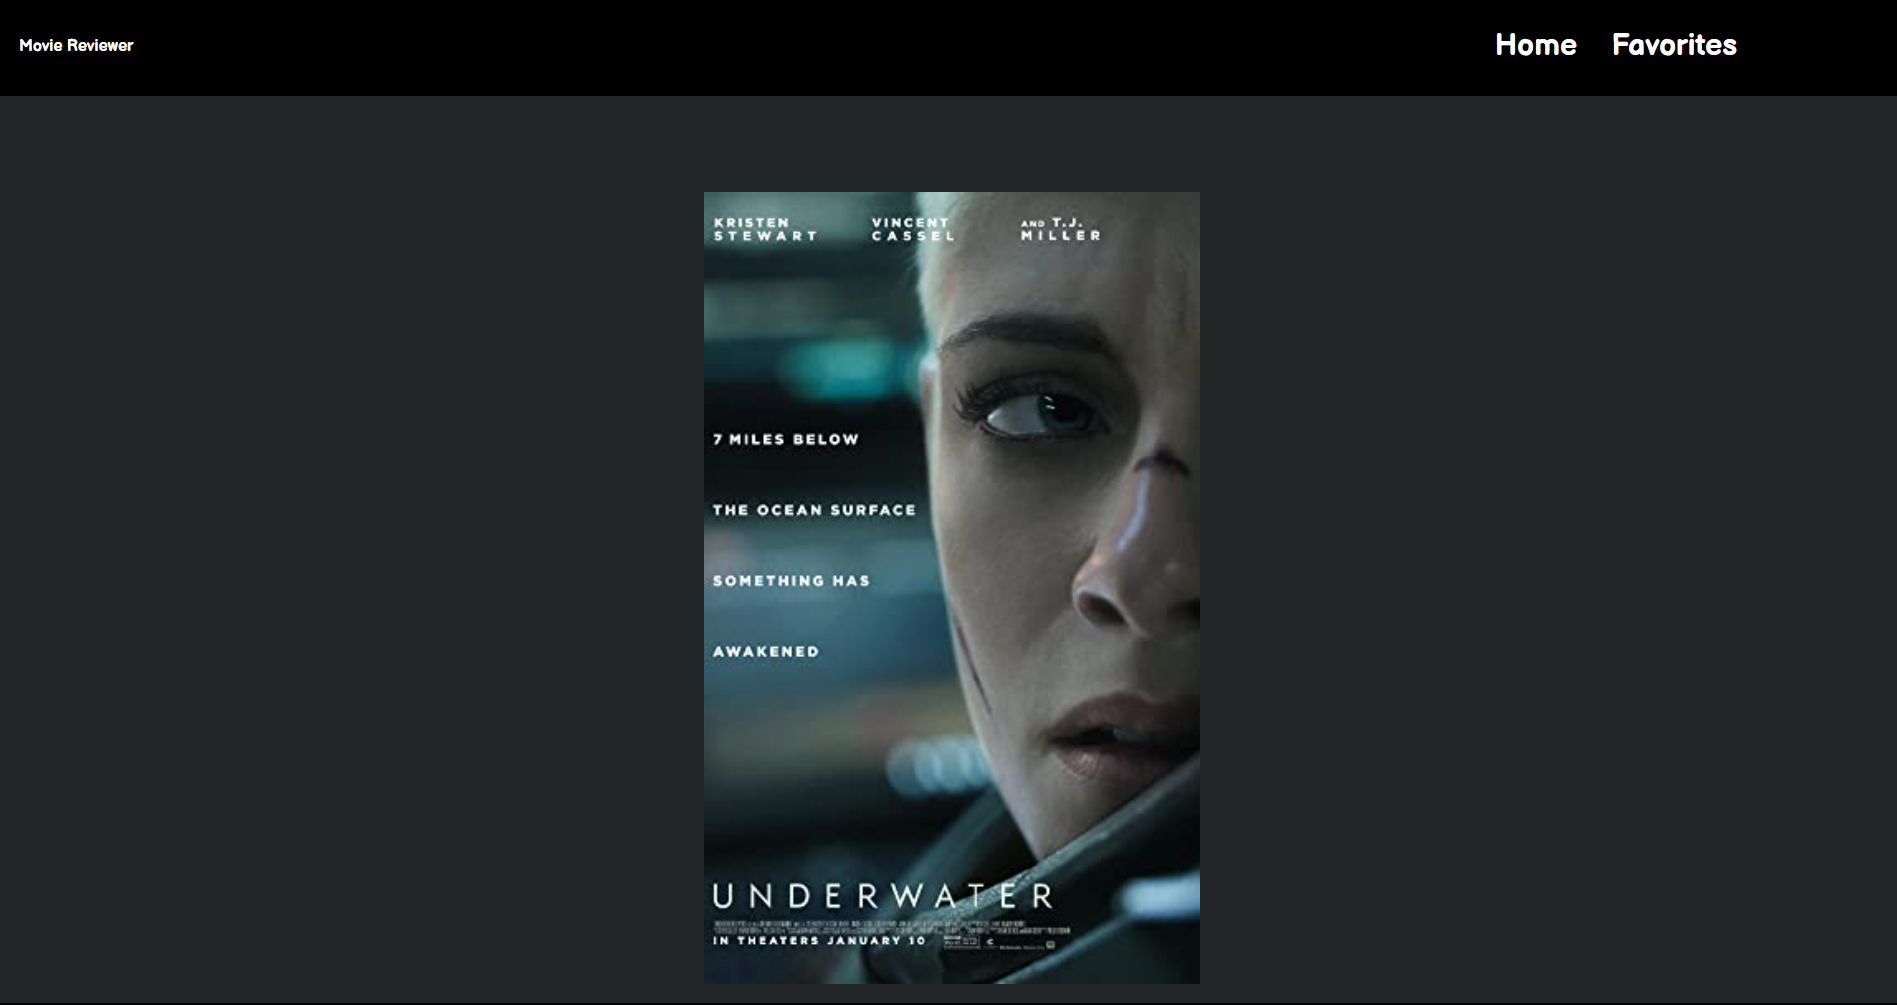 Movie Reviewer
Home Favorites
KRISTEN STEWART
VINCENT CASSEL
AND T.J. MILLER
7 MILES BELOW
THE OCEAN SURFACE
SOMETHING HAS
AWAKENED
UNDERWATER
IN THEATERS JANUARY 10